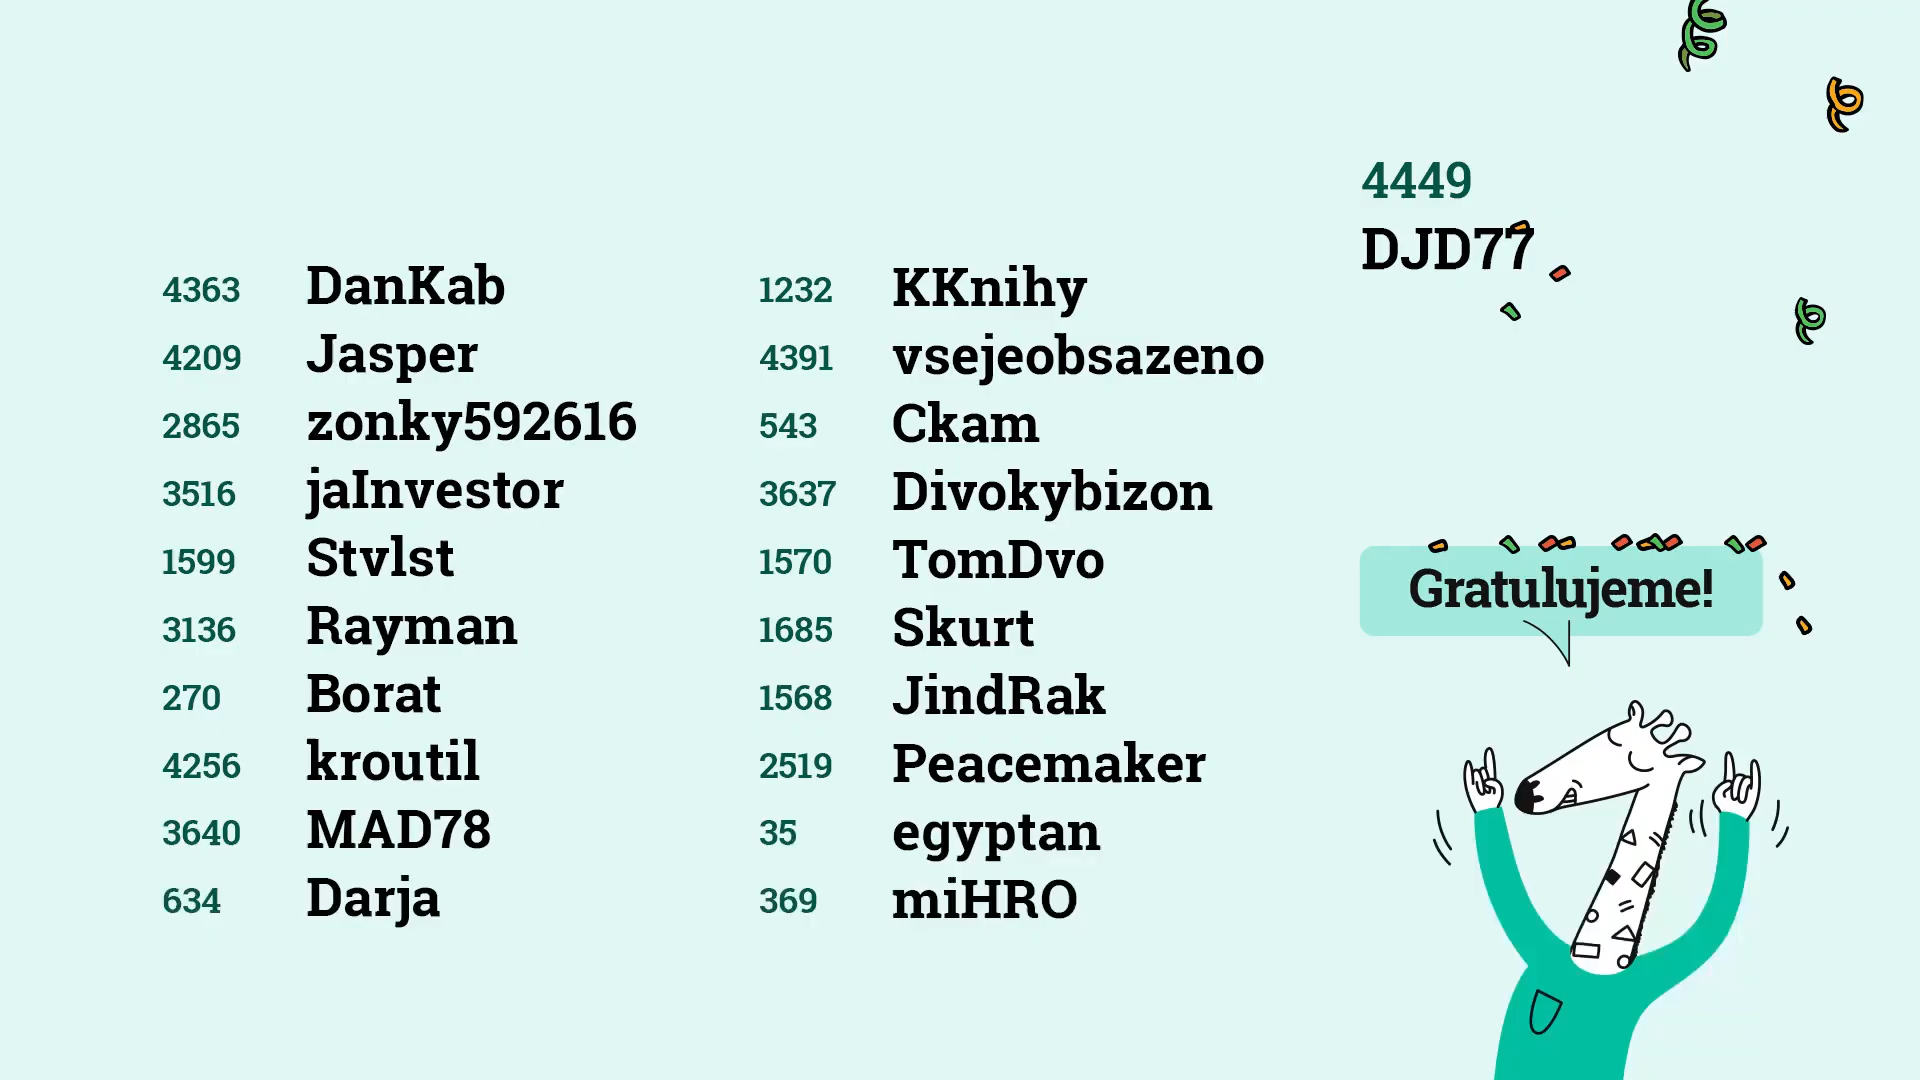 4363 DanKab
4209 Jasper
2865 zonky592616
3516 jaInvestor
1599 Stvlst
3136 Rayman
270 Borat
4256 kroutil
3640 MAD78
634 Darja
1232 KKnihy
4391 vsejeobsazeno
543 Ckam
3637 Divokybizon
1570 TomDvo
1685 Skurt
1568 JindRak
2519 Peacemaker
35 egyptan
369 miHRO
4449
DJD77
Gratulujeme!